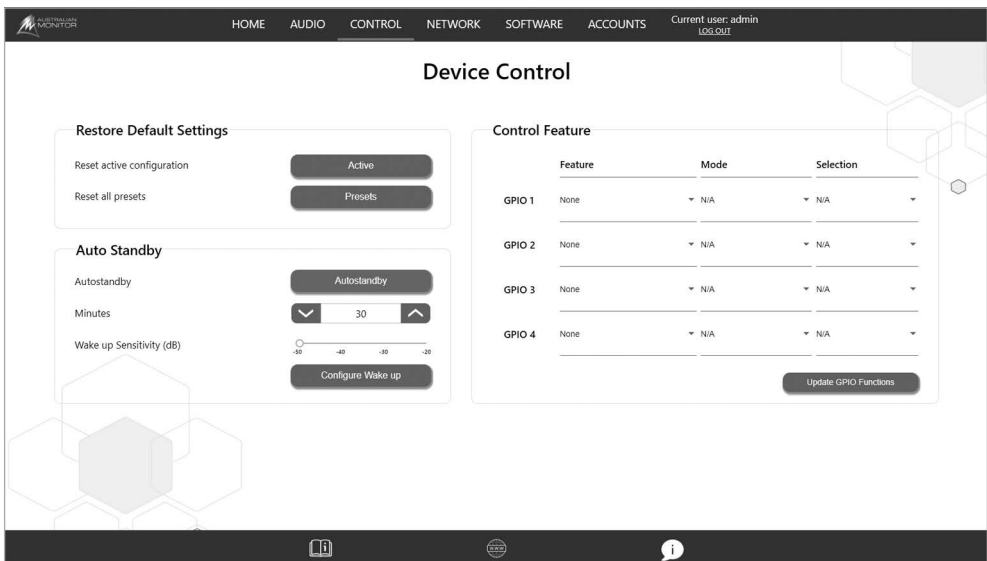 AUSTRALIAN
MONITOR
HOME AUDIO CONTROL NETWORK SOFTWARE ACCOUNTS
Current user: admin
LOG OUT
Device Control
Restore Default Settings
Reset active configuration Active
Reset all presets Presets
Auto Standby
Autostandby Autostandby
Minutes 30
Wake up Sensitivity (dB)
-50 -40 -30 -20
Configure Wake up
Control Feature
Feature Mode Selection
GPIO 1 None N/A N/A
GPIO 2 None N/A N/A
GPIO 3 None N/A N/A
GPIO 4 None N/A N/A
Update GPIO Functions
i
www
i